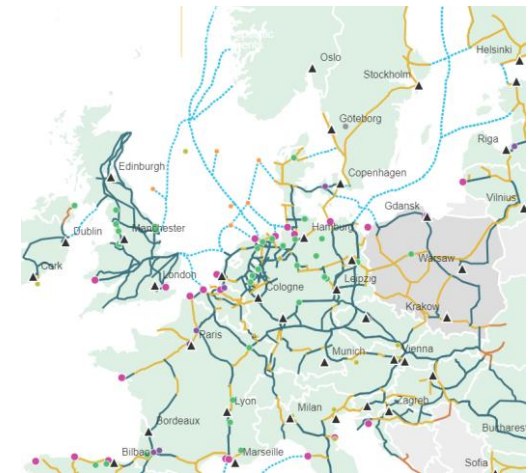 Oslo
Helsinki
Stockholm
Göteborg
Riga
Edinburgh
Copenhagen
Vilnius
Gdansk
Dublin
Manchester
Hamburg
Warsaw
Cork
London
Leipzig
Cologne
Krakow
Paris
Munich
Vienna
Lyon
Milan
Zagreb
Bordeaux
Bucharest
Bilbao
Marseille
Sofia